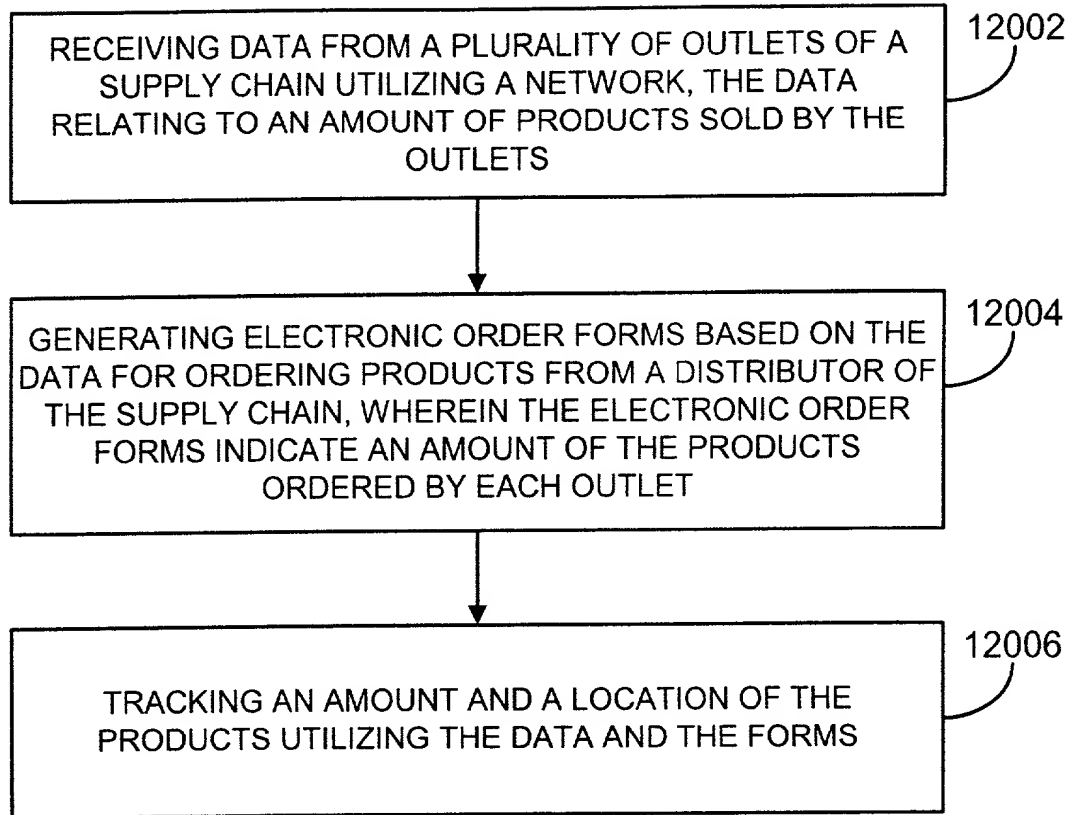 RECEIVING DATA FROM A PLURALITY OF OUTLETS OF A
SUPPLY CHAIN UTILIZING A NETWORK, THE DATA
RELATING TO AN AMOUNT OF PRODUCTS SOLD BY THE
OUTLETS
12002
GENERATING ELECTRONIC ORDER FORMS BASED ON THE
DATA FOR ORDERING PRODUCTS FROM A DISTRIBUTOR OF
THE SUPPLY CHAIN, WHEREIN THE ELECTRONIC ORDER
FORMS INDICATE AN AMOUNT OF THE PRODUCTS
ORDERED BY EACH OUTLET
12004
TRACKING AN AMOUNT AND A LOCATION OF THE
PRODUCTS UTILIZING THE DATA AND THE FORMS
12006